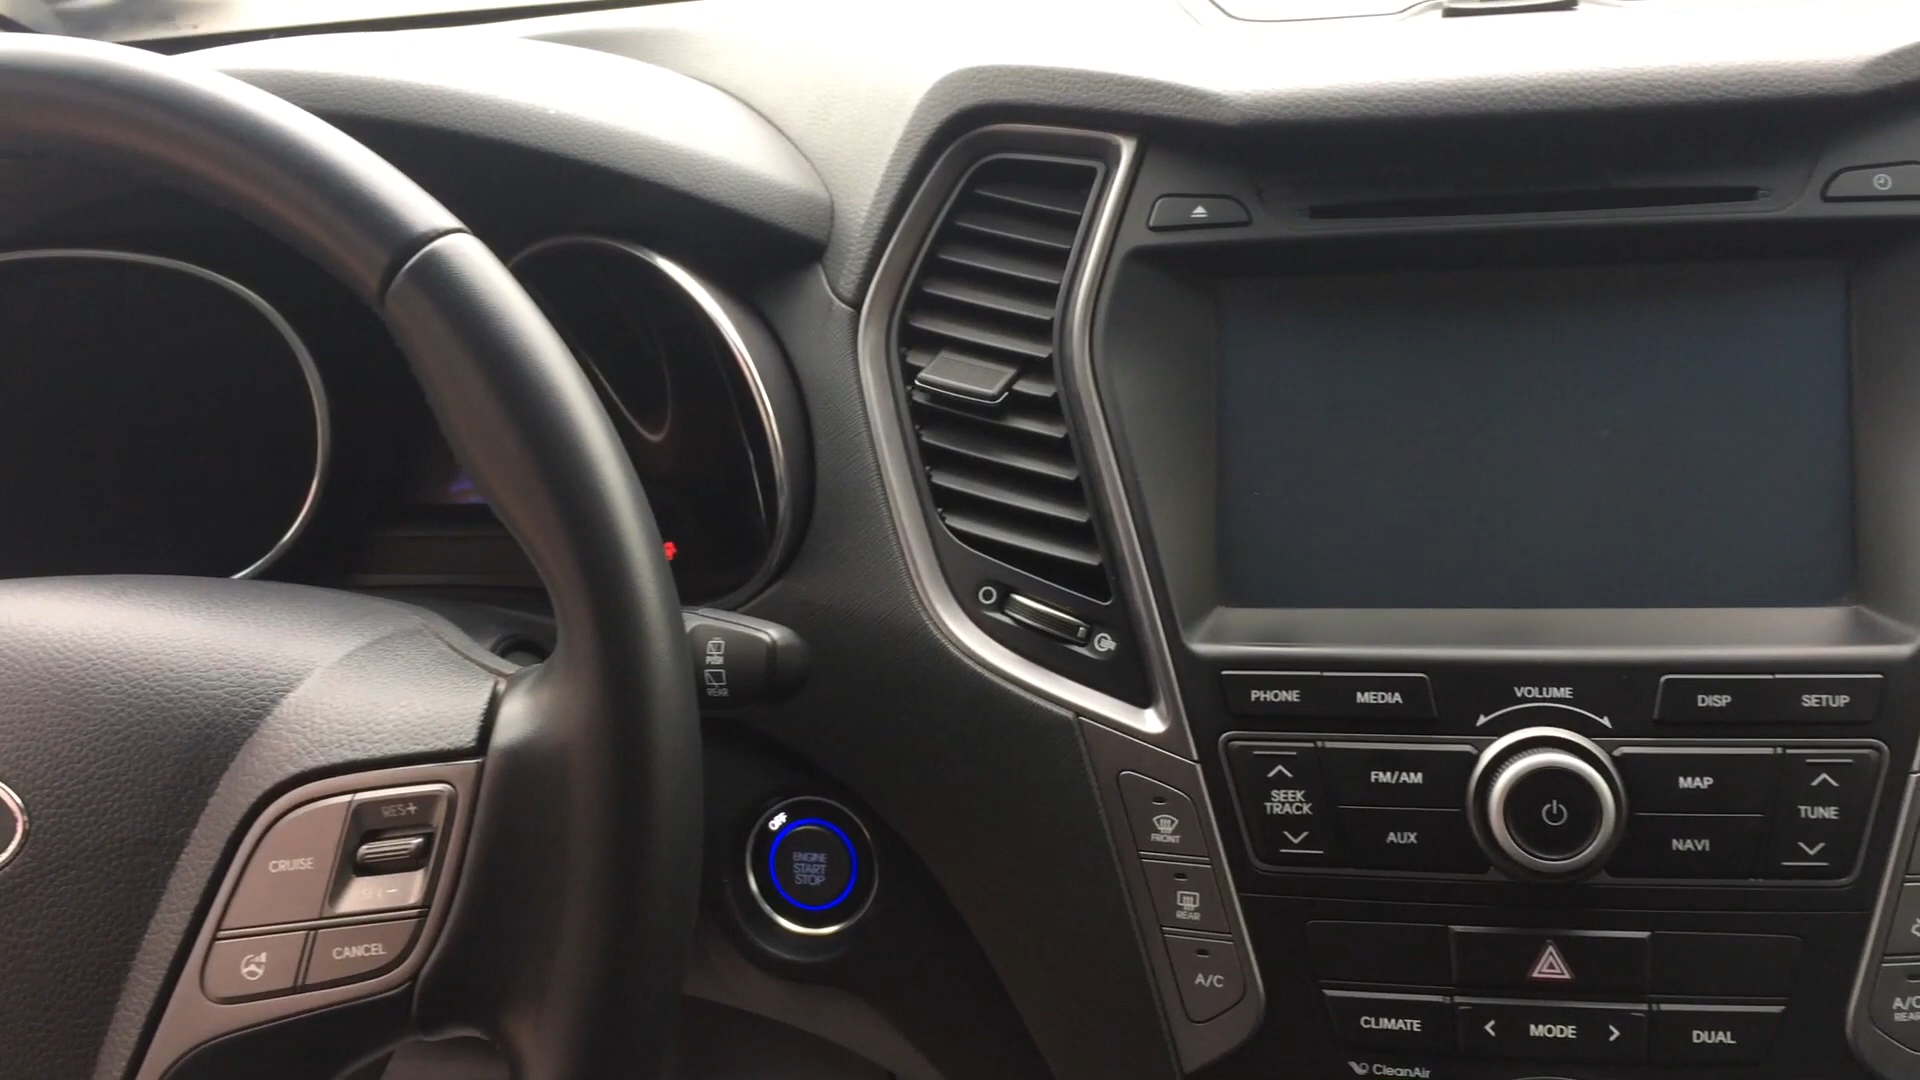 PUSH
REAR
RES+
CRUISE
CANCEL
OFF
ENGINE
START
STOP
FRONT
REAR
A/C
PHONE
MEDIA
VOLUME
DISP
SETUP
SEEK
TRACK
FM/AM
AUX
MAP
NAVI
TUNE
CLIMATE
MODE
DUAL
CleanAir
A/C
REAR